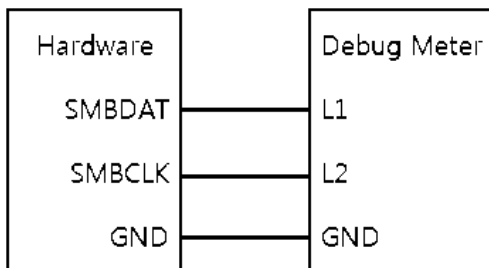 Hardware Debug Meter
SMBDAT L1
SMBCLK L2
GND GND